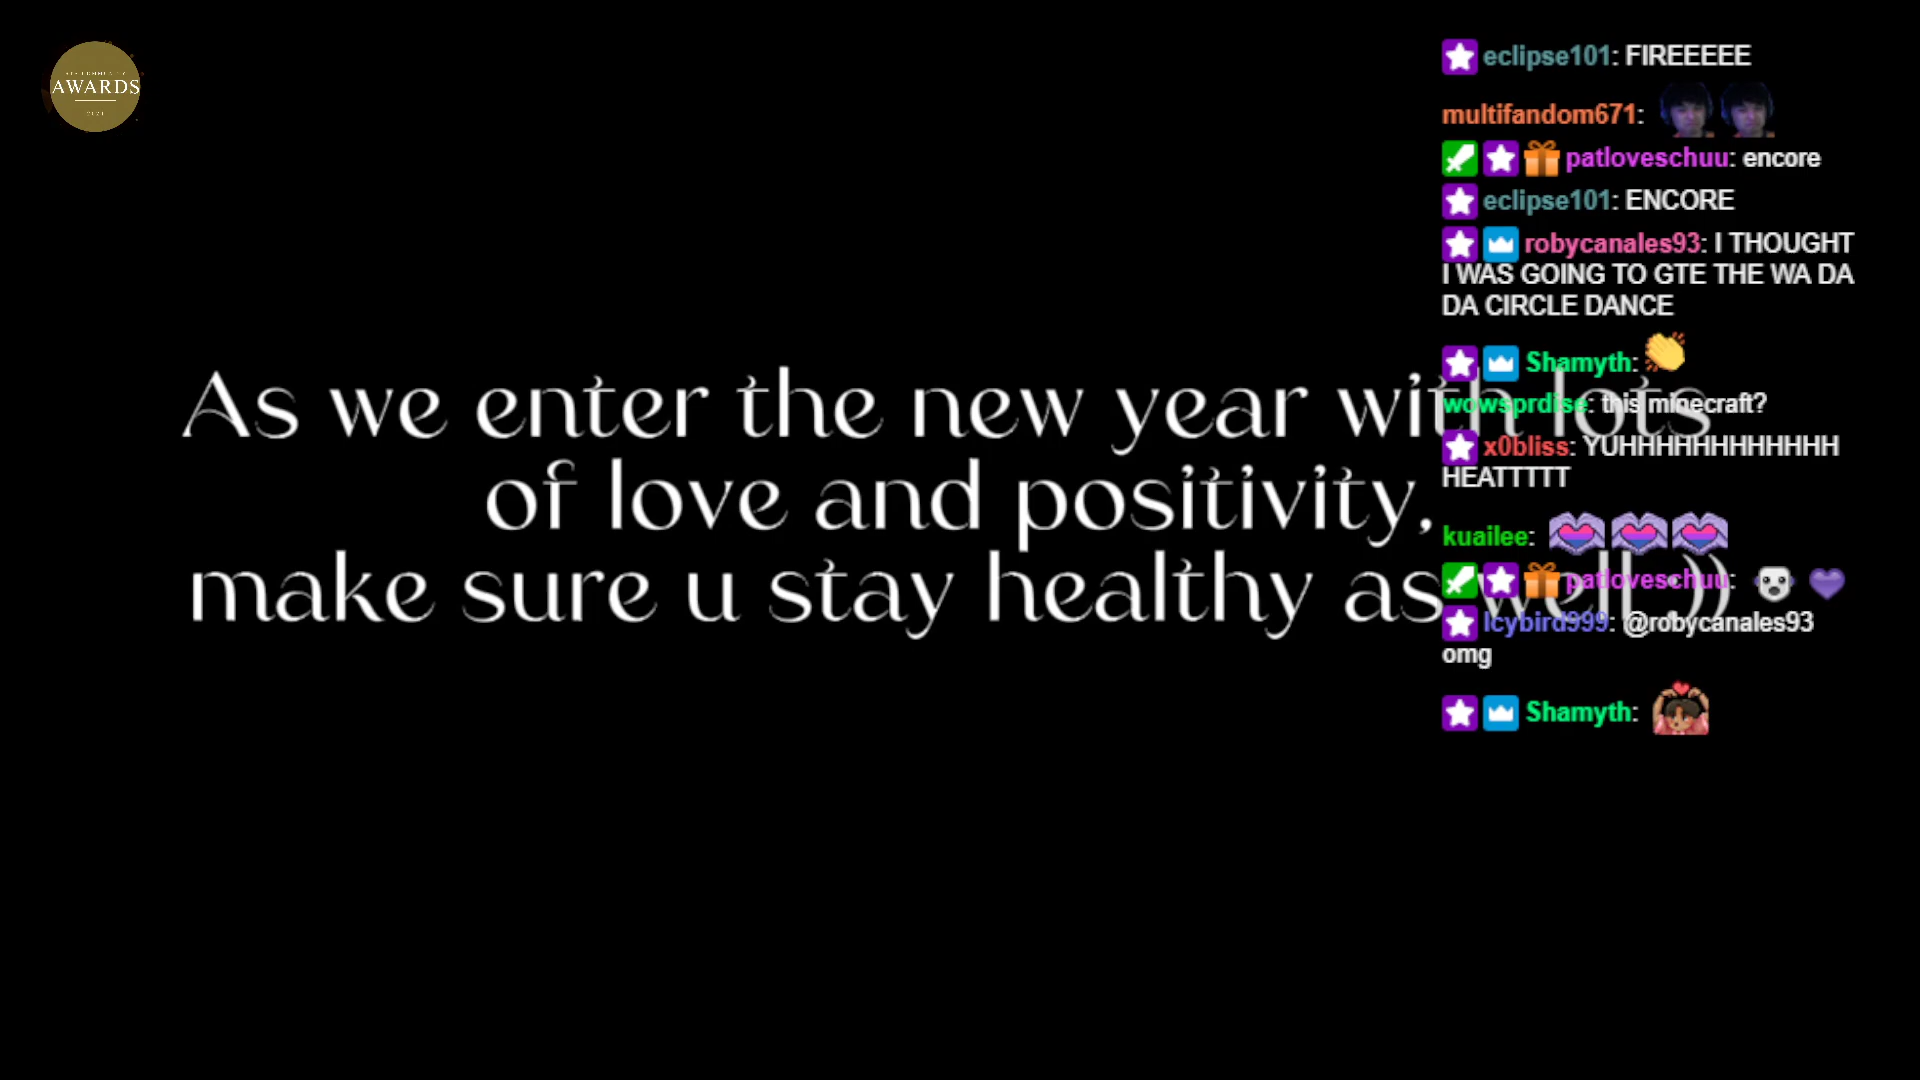 AWARDS
2021
As we enter the new year with lots
of love and positivity,
make sure u stay healthy as well :))
eclipse101: FIREEEEE
multifandom671:
patloveschuu: encore
eclipse101: ENCORE
robycanales93: I THOUGHT
I WAS GOING TO GTE THE WA DA
DA CIRCLE DANCE
Shamyth:
wowsprdise: this minecraft?
x0bliss: YUHHHHHHHHHHHH
HEATTTTT
kuailee:
patloveschuu:
Icybird999: @robycanales93
omg
Shamyth: